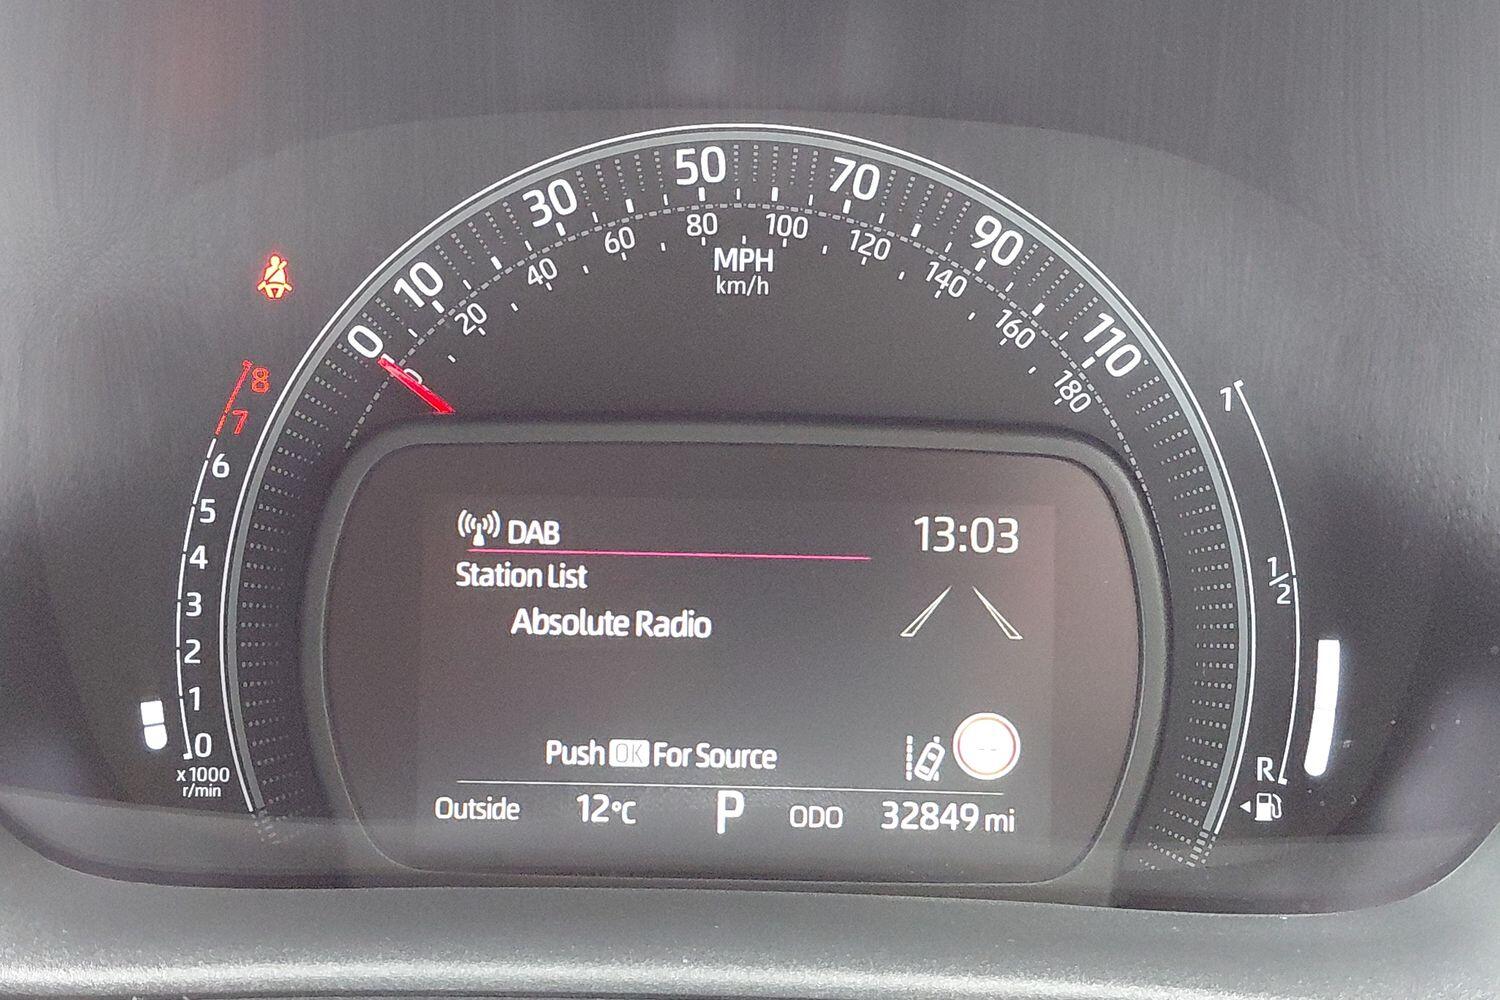 0 10 30 50 70 90 110
20 40 60 80 100 120 140 160 180
MPH
km/h
8
7
6
5
4
3
2
1
0
x1000
r/min
DAB
13:03
Station List
Absolute Radio
Push OK For Source
Outside 12°C P ODO 32849 mi
1
1/2
R